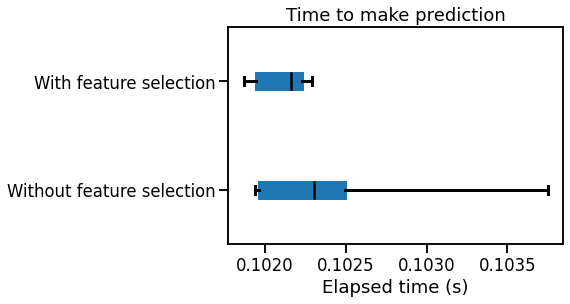 Time to make prediction
With feature selection
Without feature selection
0.1020 0.1025 0.1030 0.1035
Elapsed time (s)